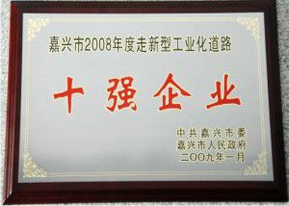 嘉兴市2008年度走新型工业化道路
十强企业
中共嘉兴市委
嘉兴市人民政府
二〇〇九年一月